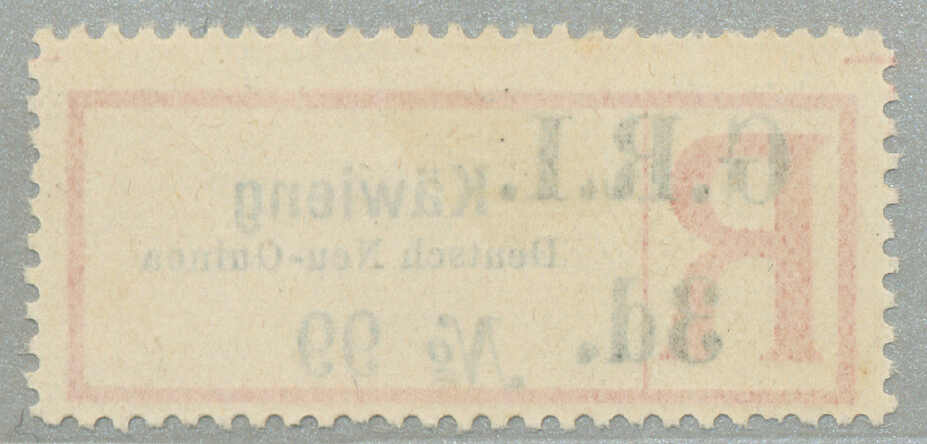 G.R.I.
R
Käwieng
Deutsch Neu-Guinea
3d.
№ 99